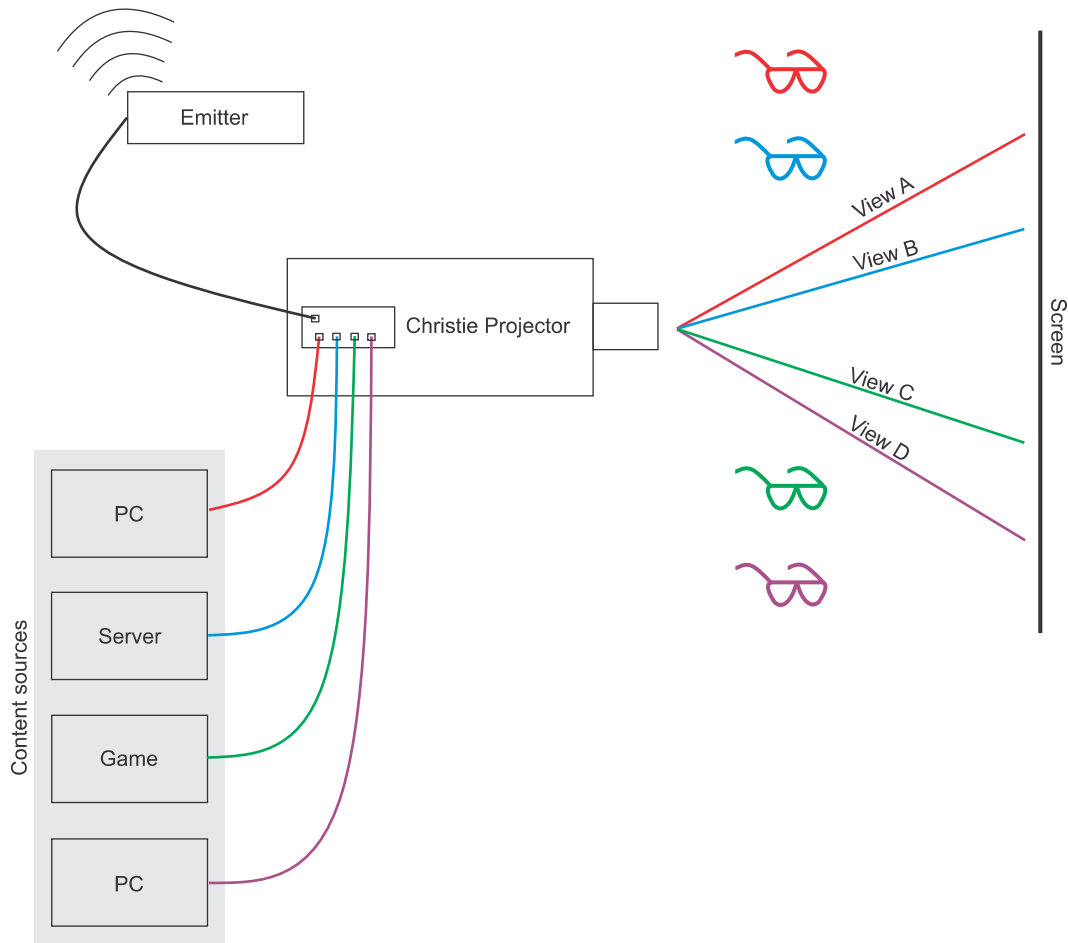 Emitter
View A
View B
Christie Projector
Screen
View C
View D
Content sources
PC
Server
Game
PC